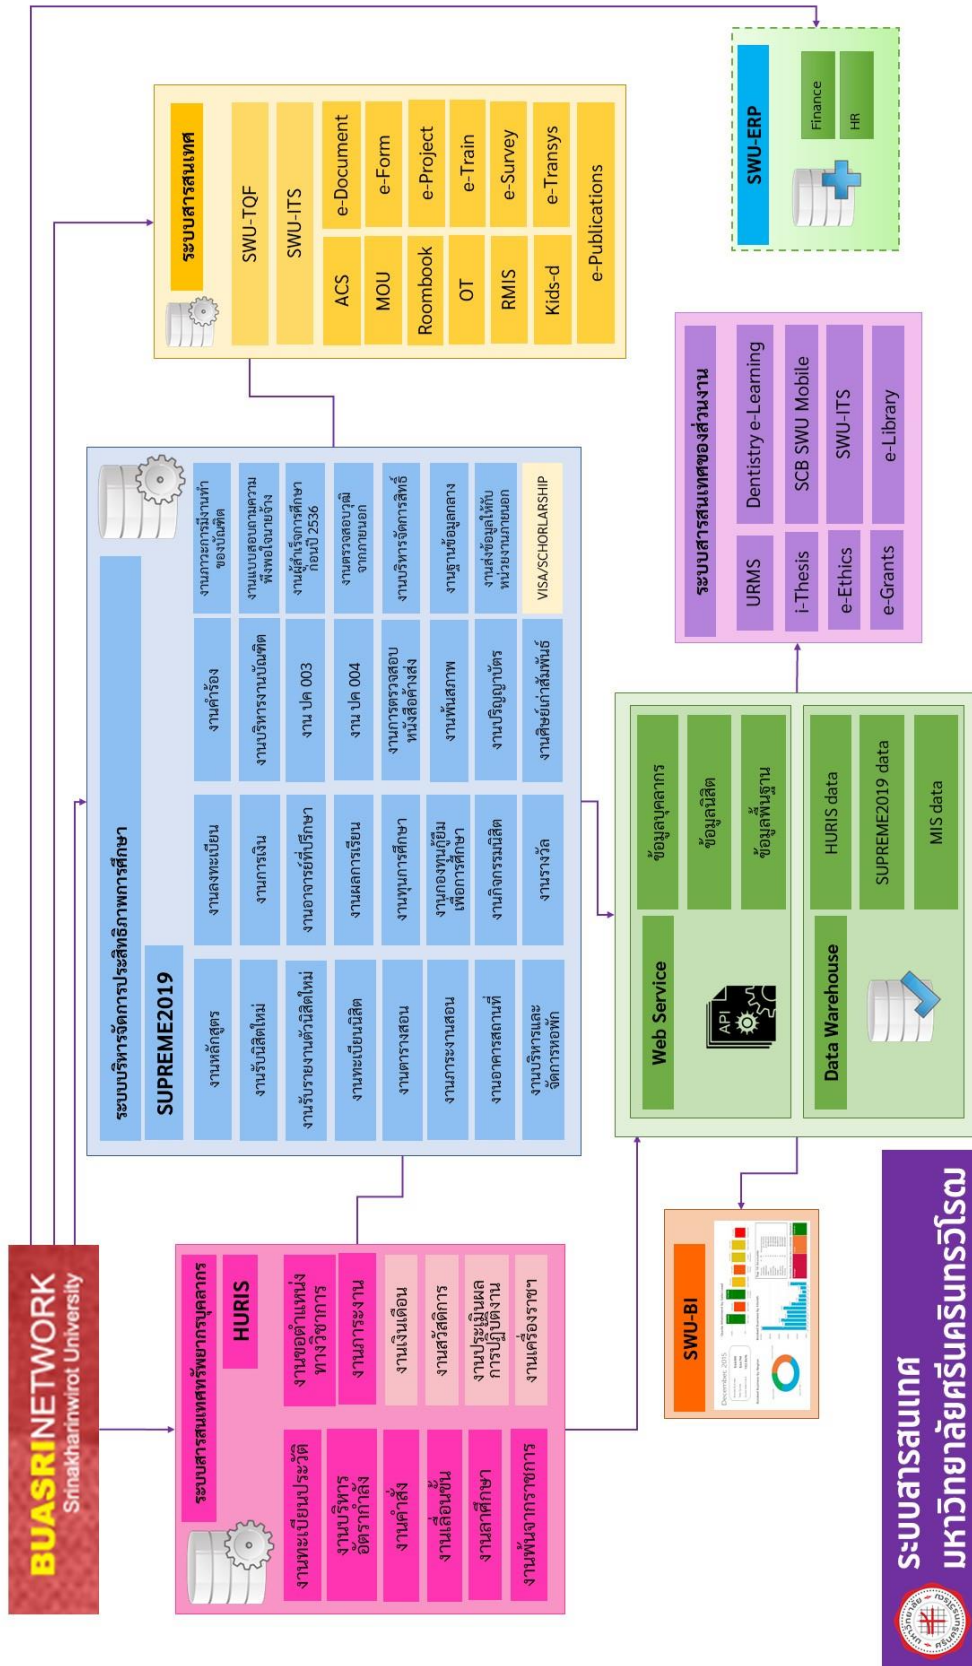 BUASRINETWORK
Srinakharinwirot University
ระบบสารสนเทศทรัพยากรบุคลากร
HURIS
งานทะเบียนประวัติ
งานบริหาร
อัตรากำลัง
งานคำสั่ง
งานเลื่อนขั้น
งานลาศึกษา
งานพ้นจากราชการ
งานขอตำแหน่ง
ทางวิชาการ
งานภาระงาน
งานเงินเดือน
งานสวัสดิการ
งานประเมินผล
การปฏิบัติงาน
งานเครื่องราชฯ
ระบบบริหารจัดการประสิทธิภาพการศึกษา
SUPREME2019
งานหลักสูตร
งานรับนิสิตใหม่
งานรับรายงานตัวนิสิตใหม่
งานทะเบียนนิสิต
งานตารางสอน
งานภาระงานสอน
งานอาคารสถานที่
งานบริหารและ
จัดการหอพัก
งานลงทะเบียน
งานการเงิน
งานอาจารย์ที่ปรึกษา
งานผลการเรียน
งานทุนการศึกษา
งานกองทุนกู้ยืม
เพื่อการศึกษา
งานกิจกรรมนิสิต
งานรางวัล
งานคำร้อง
งานบริหารงานบัณฑิต
งาน ปค 003
งาน ปค 004
งานการตรวจสอบ
หนังสือค้างส่ง
งานพ้นสภาพ
งานปริญญาบัตร
งานศิษย์เก่าสัมพันธ์
งานภาวะการมีงานทำ
ของบัณฑิต
งานแบบสอบถามความ
พึงพอใจนายจ้าง
งานผู้สำเร็จการศึกษา
ก่อนปี 2536
งานตรวจสอบวุฒิ
จากภายนอก
งานบริหารจัดการสิทธิ์
งานฐานข้อมูลกลาง
งานส่งข้อมูลให้กับ
หน่วยงานภายนอก
VISA/SCHORLARSHIP
ระบบสารสนเทศ
SWU-TQF
SWU-ITS
ACS
e-Document
MOU
e-Form
Roombook
e-Project
OT
e-Train
RMIS
e-Survey
Kids-d
e-Transys
e-Publications
SWU-BI
December, 2015
Web Service
API
ข้อมูลบุคลากร
ข้อมูลนิสิต
ข้อมูลพื้นฐาน
Data Warehouse
HURIS data
SUPREME2019 data
MIS data
ระบบสารสนเทศของส่วนงาน
URMS
Dentistry e-Learning
i-Thesis
SCB SWU Mobile
e-Ethics
SWU-ITS
e-Grants
e-Library
SWU-ERP
Finance
HR
ระบบสารสนเทศ
มหาวิทยาลัยศรีนครินทรวิโรฒ